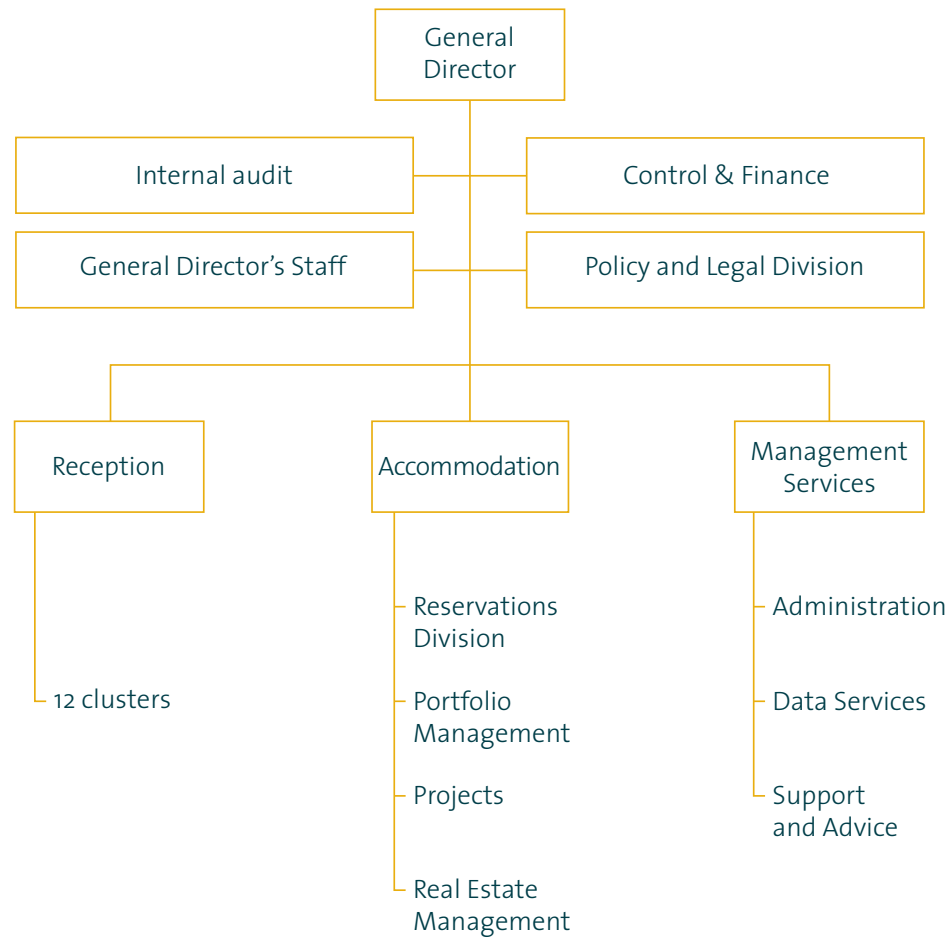 General
Director
Internal audit
Control & Finance
General Director’s Staff
Policy and Legal Division
Reception
Accommodation
Management
Services
12 clusters
Reservations
Division
Portfolio
Management
Projects
Real Estate
Management
Administration
Data Services
Support
and Advice